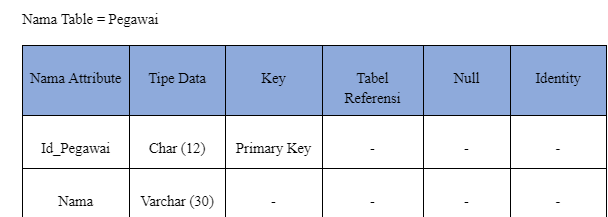 Nama Table = Pegawai
Nama Attribute Tipe Data Key Tabel Referensi Null Identity
Id_Pegawai Char (12) Primary Key - - -
Nama Varchar (30) - - - -